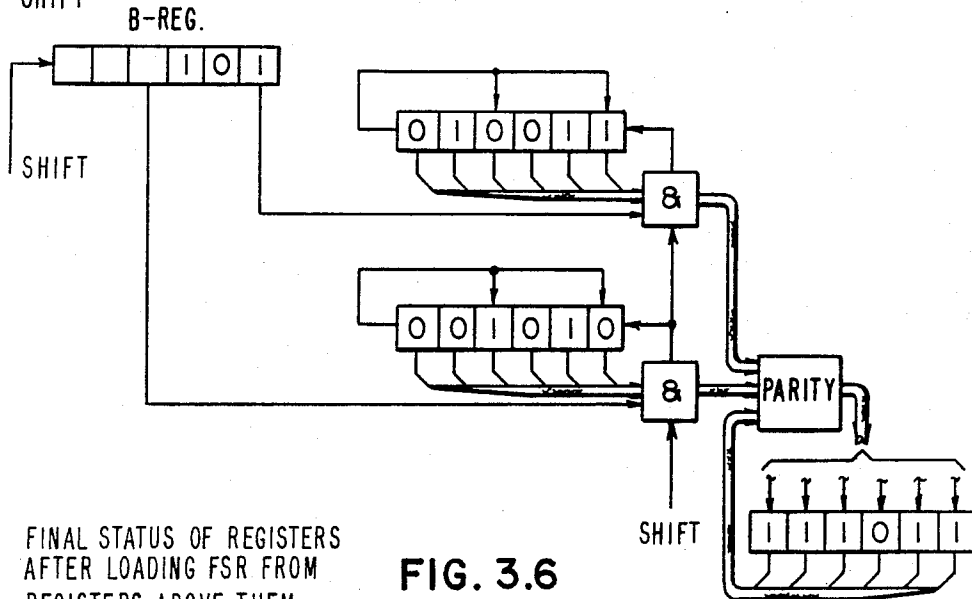 SHIFT
B-REG.
1 0 1
SHIFT
0 1 0 0 1 1
&
0 0 1 0 1 0
&
PARITY
SHIFT
1 1 1 0 1 1
FINAL STATUS OF REGISTERS
AFTER LOADING FSR FROM
REGISTERS ABOVE THEM
FIG. 3.6